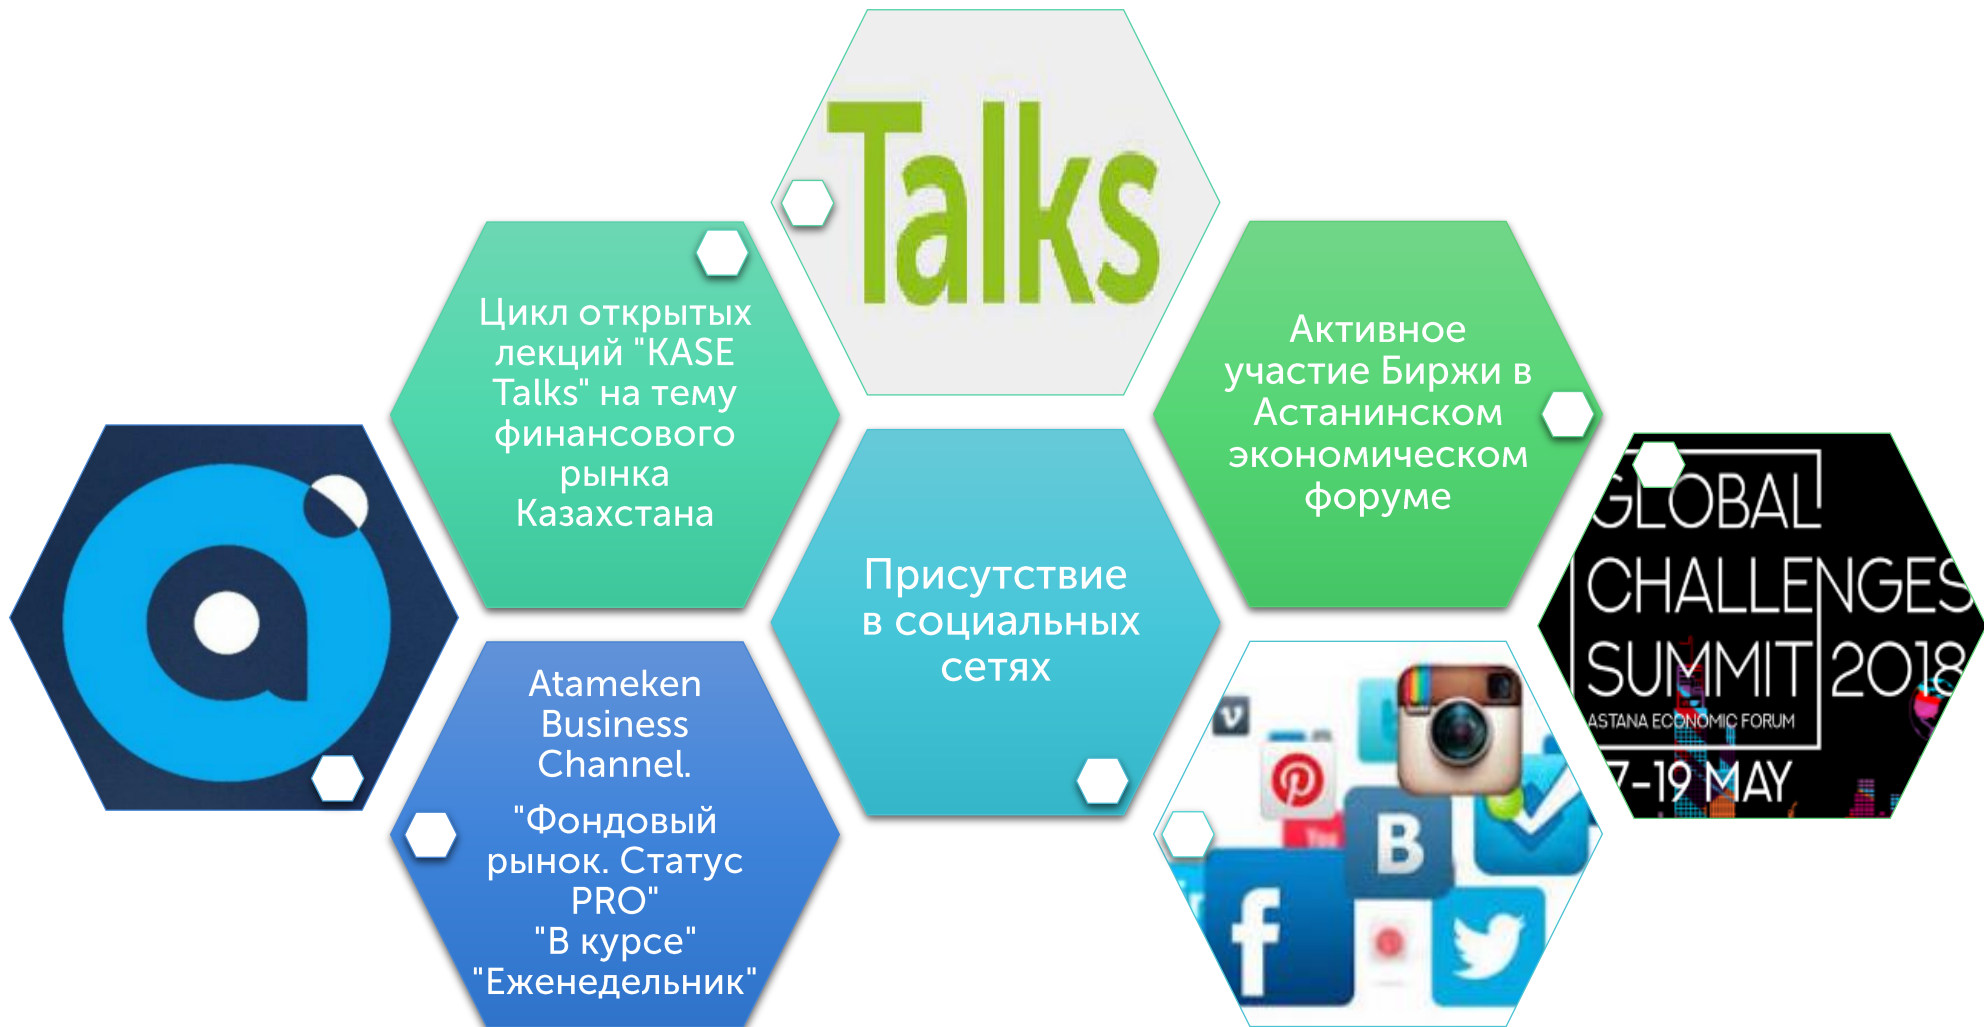 Talks
Цикл открытых
лекций "KASE
Talks" на тему
финансового
рынка
Казахстана
Активное
участие Биржи в
Астанинском
экономическом
форуме
Присутствие
в социальных
сетях
Atameken
Business
Channel.
"Фондовый
рынок. Статус
PRO"
"В курсе"
"Еженедельник"
GLOBAL
CHALLENGES
SUMMIT 2018
ASTANA ECONOMIC FORUM
7-19 MAY
You